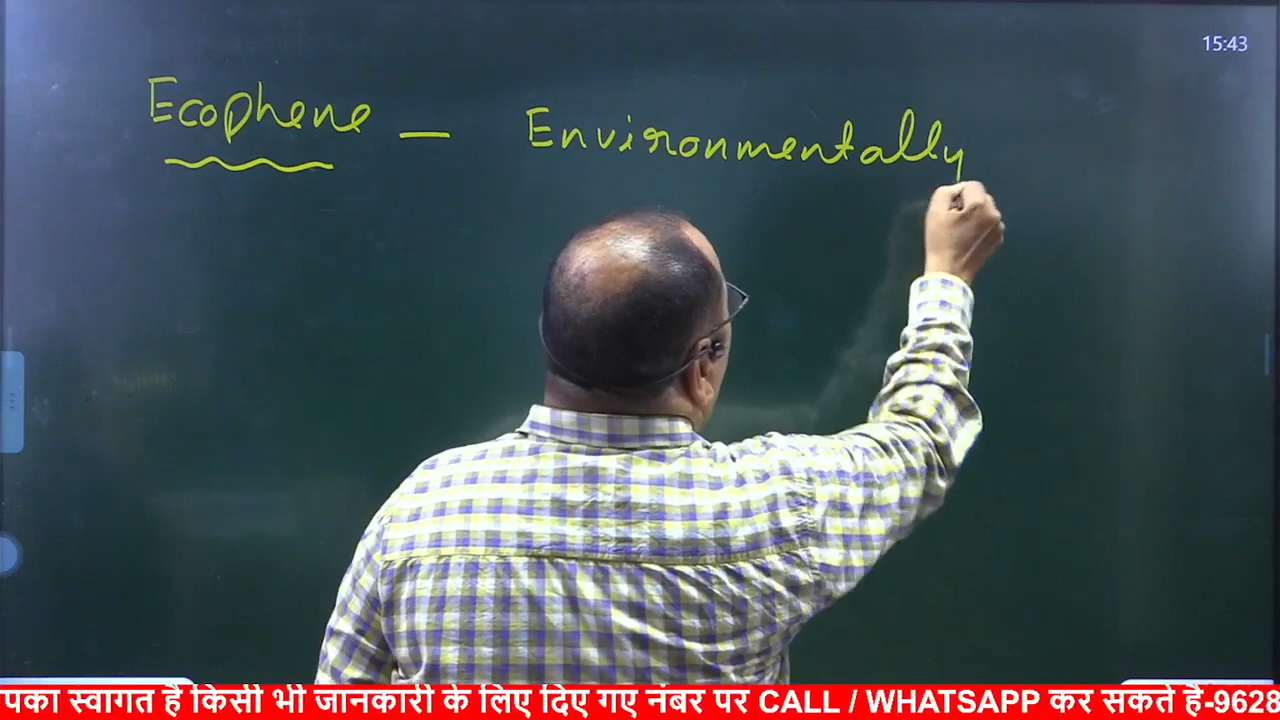 15:43
Ecophene — Environmentally
पका स्वागत है किसी भी जानकारी के लिए दिए गए नंबर पर CALL / WHATSAPP कर सकते है-9628